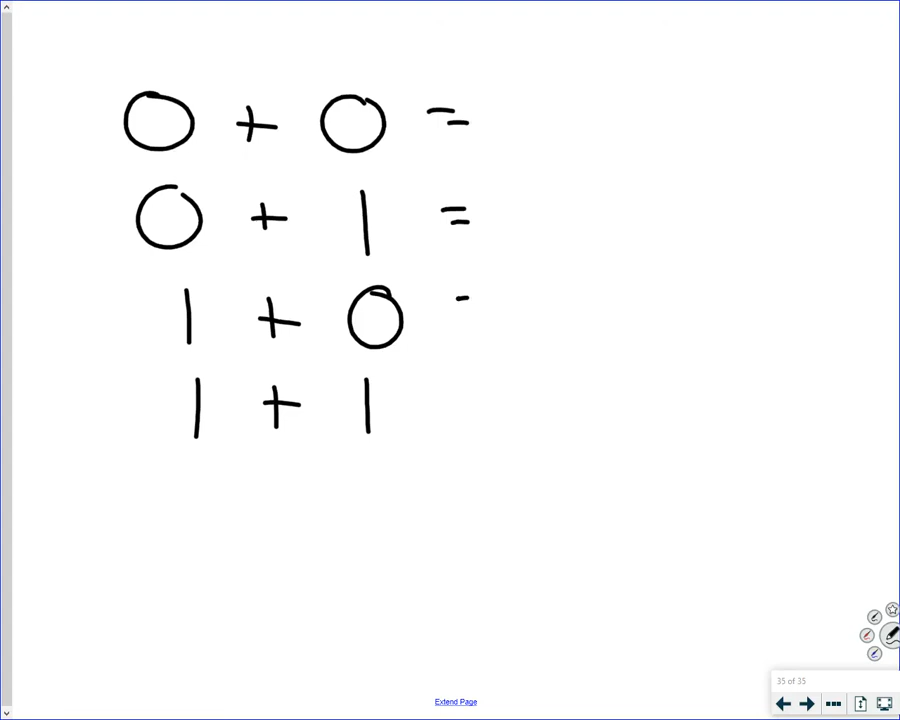 0 + 0 =
0 + 1 =
1 + 0 -
1 + 1
35 of 35
Extend Page